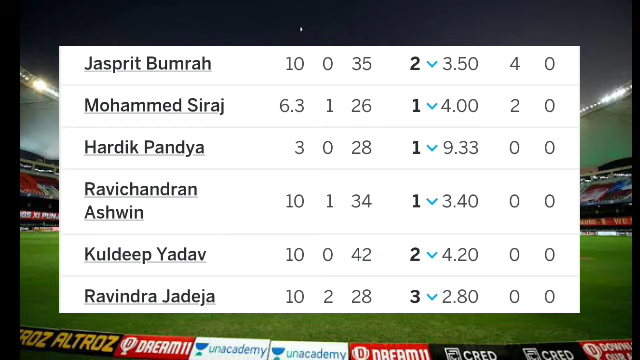 Jasprit Bumrah 10 0 35 2 3.50 4 0
Mohammed Siraj 6.3 1 26 1 4.00 2 0
Hardik Pandya 3 0 28 1 9.33 0 0
Ravichandran
Ashwin 10 1 34 1 3.40 0 0
Kuldeep Yadav 10 0 42 2 4.20 0 0
Ravindra Jadeja 10 2 28 3 2.80 0 0
ALTROZ DREAM11 unacademy unacademy DREAM11 CRED CRED